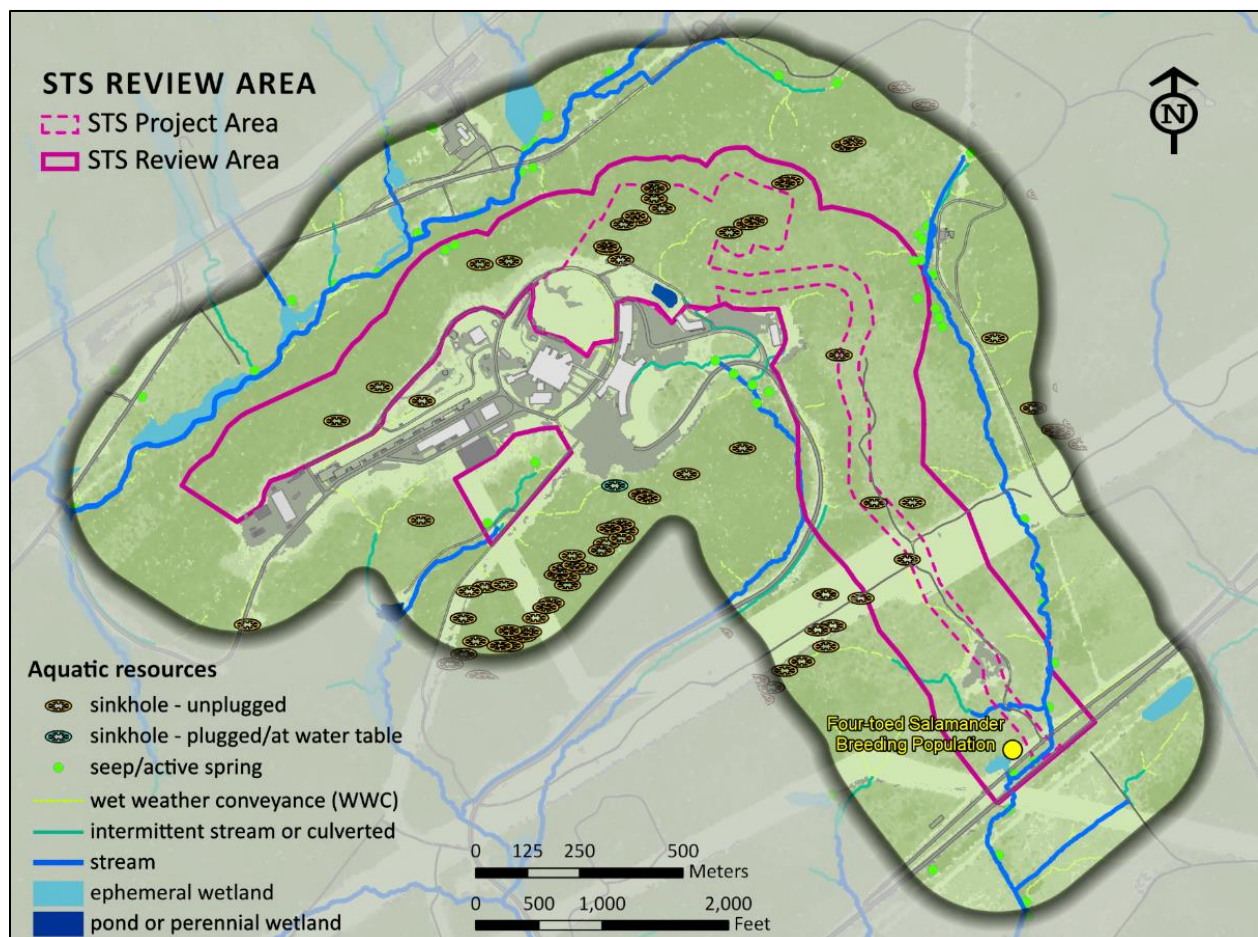 STS REVIEW AREA
STS Project Area
STS Review Area
N
Four-toed Salamander
Breeding Population
Aquatic resources
sinkhole - unplugged
sinkhole - plugged/at water table
seep/active spring
wet weather conveyance (WWC)
intermittent stream or culverted
stream
ephemeral wetland
pond or perennial wetland
0 125 250 500
Meters
0 500 1,000 2,000
Feet